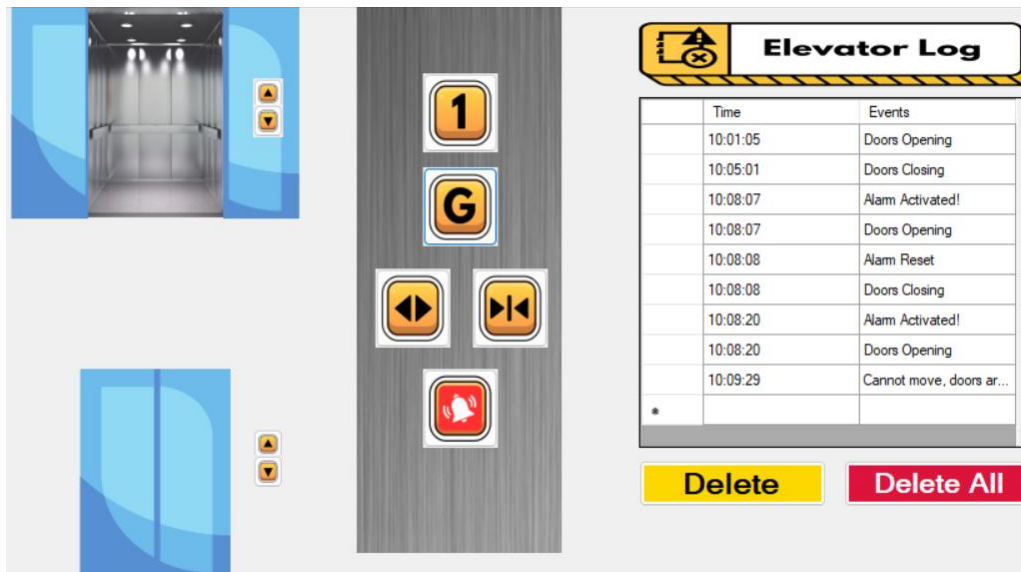 1
G
Elevator Log
Time Events
10:01:05 Doors Opening
10:05:01 Doors Closing
10:08:07 Alarm Activated!
10:08:07 Doors Opening
10:08:08 Alarm Reset
10:08:08 Doors Closing
10:08:20 Alarm Activated!
10:08:20 Doors Opening
10:09:29 Cannot move, doors ar...
*
Delete Delete All